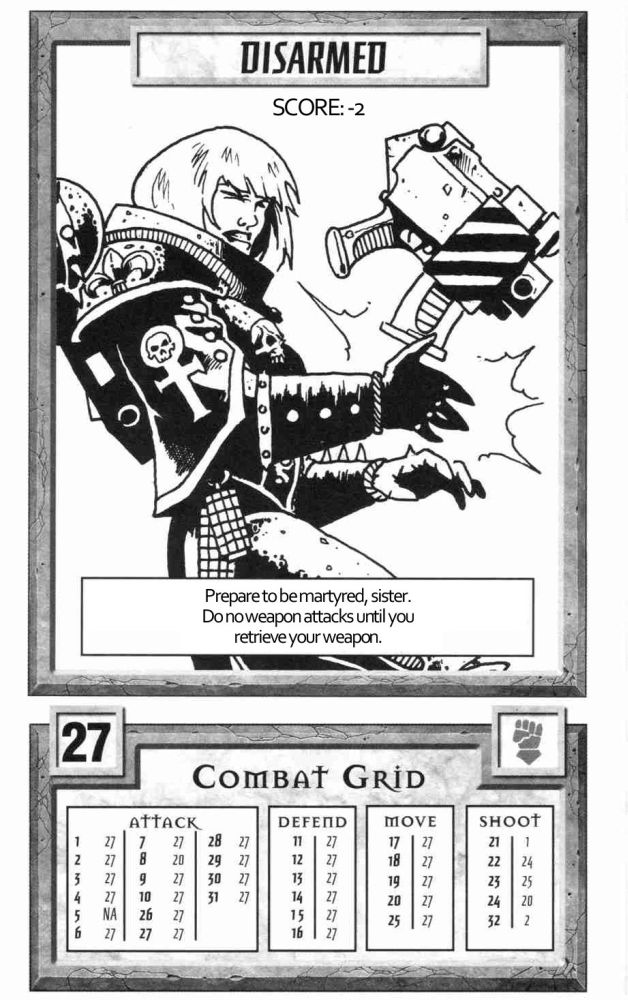 DISARMED
SCORE: -2
Prepare to be martyred, sister.
Do no weapon attacks until you
retrieve your weapon.
27
COMBAT GRID
ATTACK
1 27 7 27 28 27
2 27 8 20 29 27
3 27 9 27 30 27
4 27 10 27 31 27
5 NA 26 27
6 27 27 27
DEFEND
11 27
12 27
13 27
14 27
15 27
16 27
MOVE
17 27
18 27
19 27
20 27
25 27
SHOOT
21 1
22 24
23 25
24 20
32 2